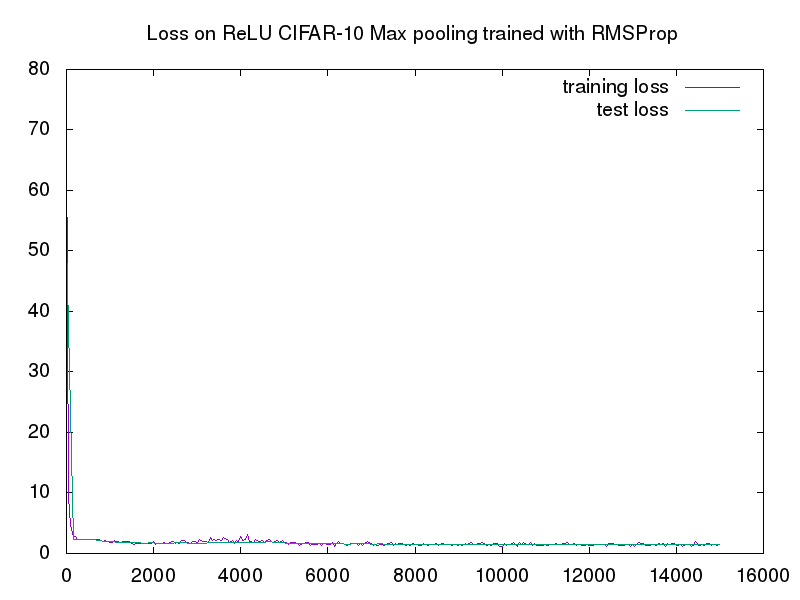 Loss on ReLU CIFAR-10 Max pooling trained with RMSProp
80
training loss
test loss
70
60
50
40
30
20
10
0
0 2000 4000 6000 8000 10000 12000 14000 16000